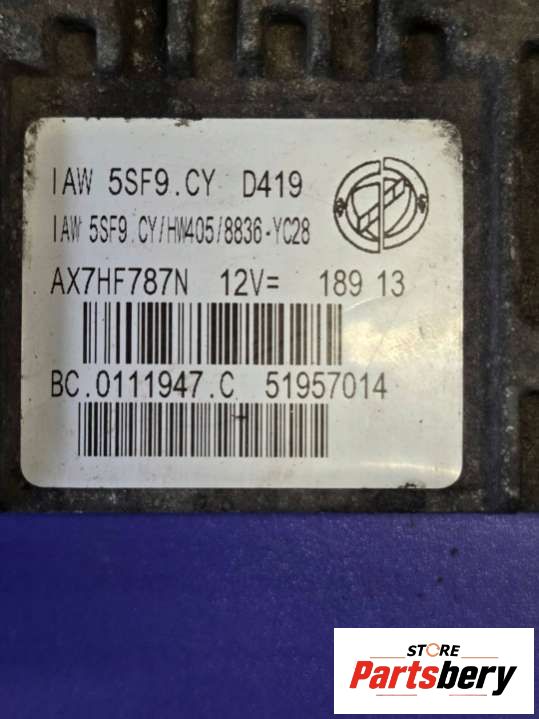 IAW 5SF9.CY D419
IAW 5SF9.CY/HW405/8836-YC28
AX7HF787N 12V= 189 13
BC.0111947.C 51957014
STORE
Partsbery